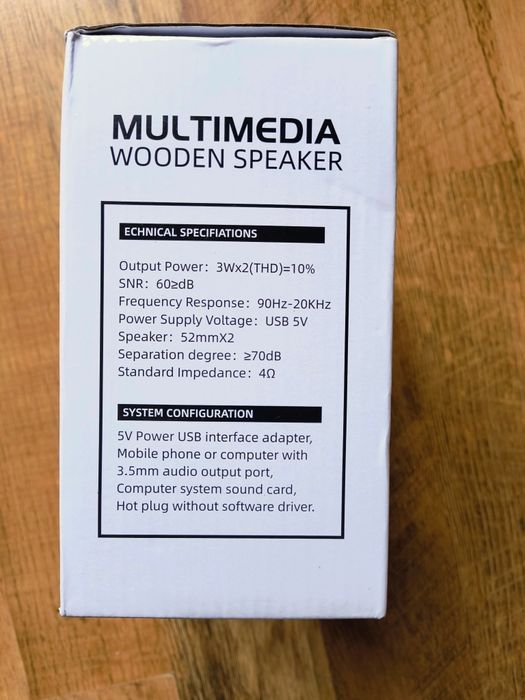 MULTIMEDIA
WOODEN SPEAKER
ECHNICAL SPECIFIATIONS
Output Power: 3Wx2(THD)=10%
SNR: 60≥dB
Frequency Response: 90Hz-20KHz
Power Supply Voltage: USB 5V
Speaker: 52mmX2
Separation degree: ≥70dB
Standard Impedance: 4Ω
SYSTEM CONFIGURATION
5V Power USB interface adapter,
Mobile phone or computer with
3.5mm audio output port,
Computer system sound card,
Hot plug without software driver.